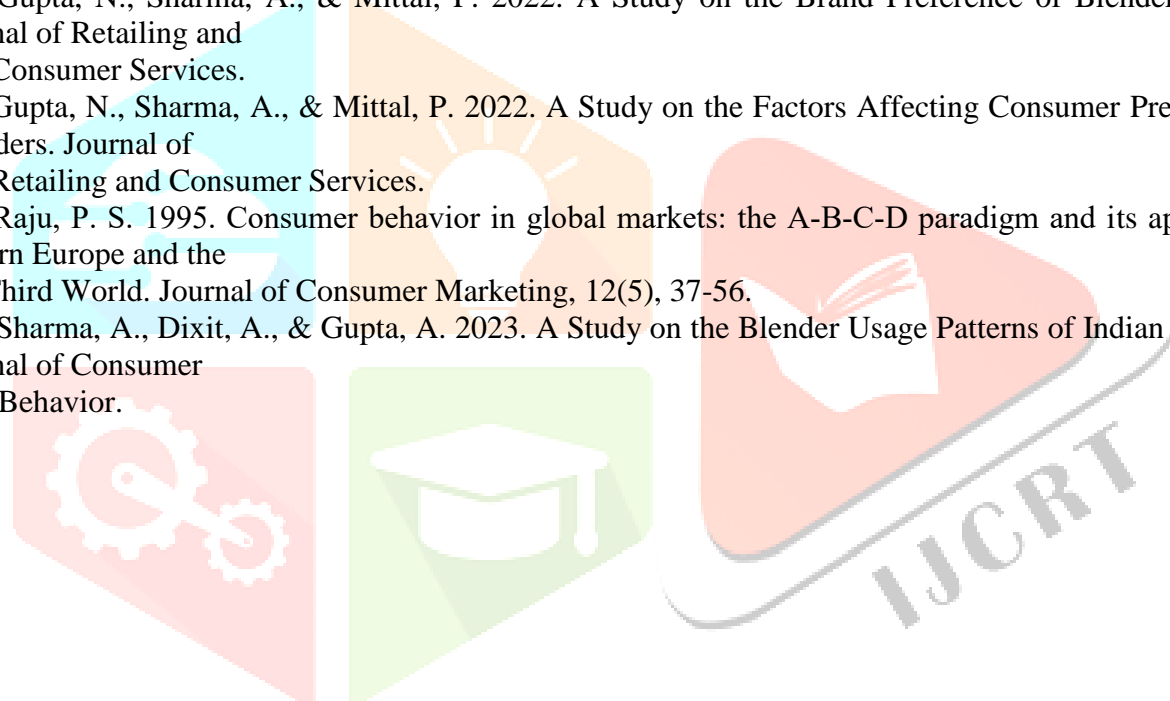 Gupta, N., Sharma, A., & Mittal, P. 2022. A Study on the Brand Preference of Blender
nal of Retailing and
Consumer Services.
Gupta, N., Sharma, A., & Mittal, P. 2022. A Study on the Factors Affecting Consumer Pre
ders. Journal of
Retailing and Consumer Services.
Raju, P. S. 1995. Consumer behavior in global markets: the A-B-C-D paradigm and its ap
rn Europe and the
Third World. Journal of Consumer Marketing, 12(5), 37-56.
Sharma, A., Dixit, A., & Gupta, A. 2023. A Study on the Blender Usage Patterns of Indian
nal of Consumer
Behavior.
IJCRT